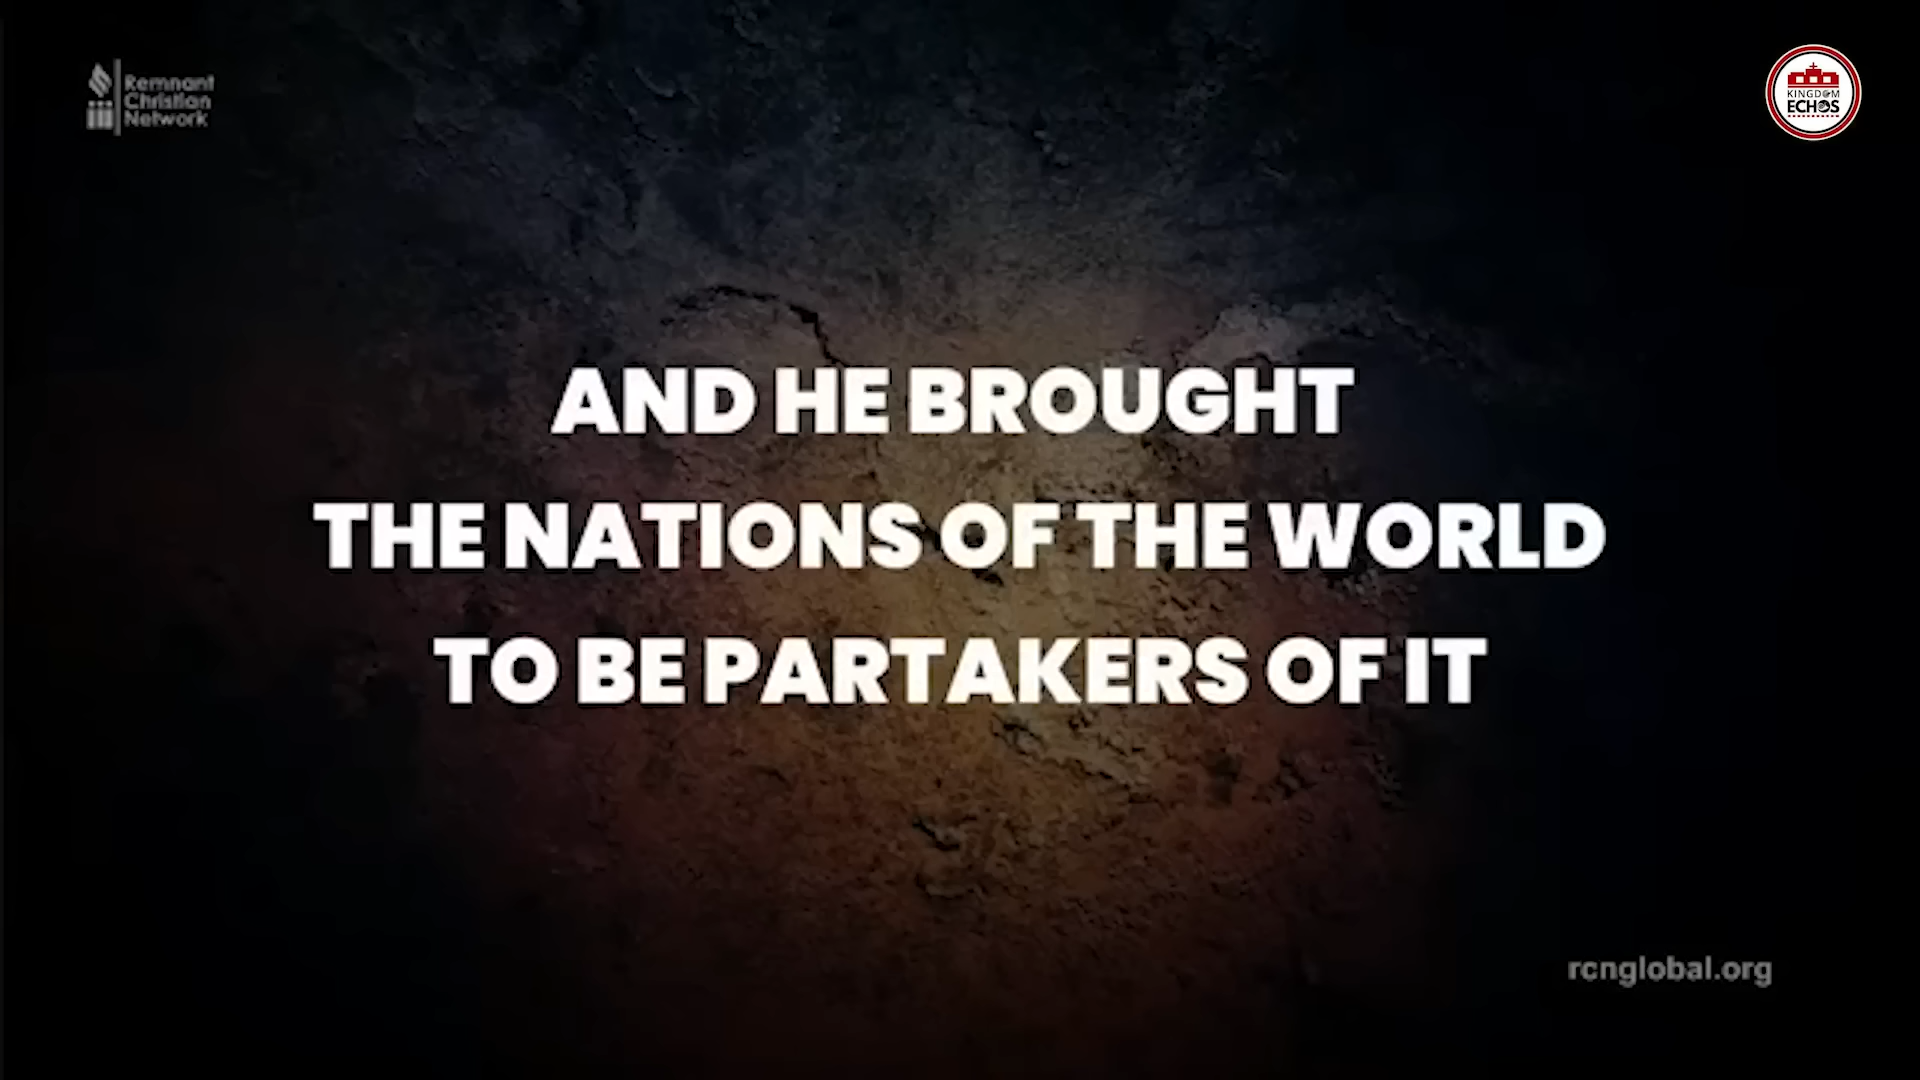 Remnant
Christian
Network
KINGDOM
ECHOS
AND HE BROUGHT
THE NATIONS OF THE WORLD
TO BE PARTAKERS OF IT
rcnglobal.org